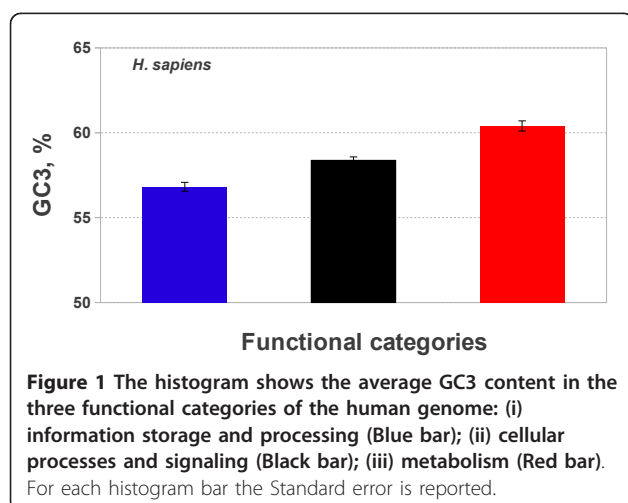 65
H. sapiens
60
GC3, %
55
50
Functional categories
Figure 1 The histogram shows the average GC3 content in the
three functional categories of the human genome: (i)
information storage and processing (Blue bar); (ii) cellular
processes and signaling (Black bar); (iii) metabolism (Red bar).
For each histogram bar the Standard error is reported.